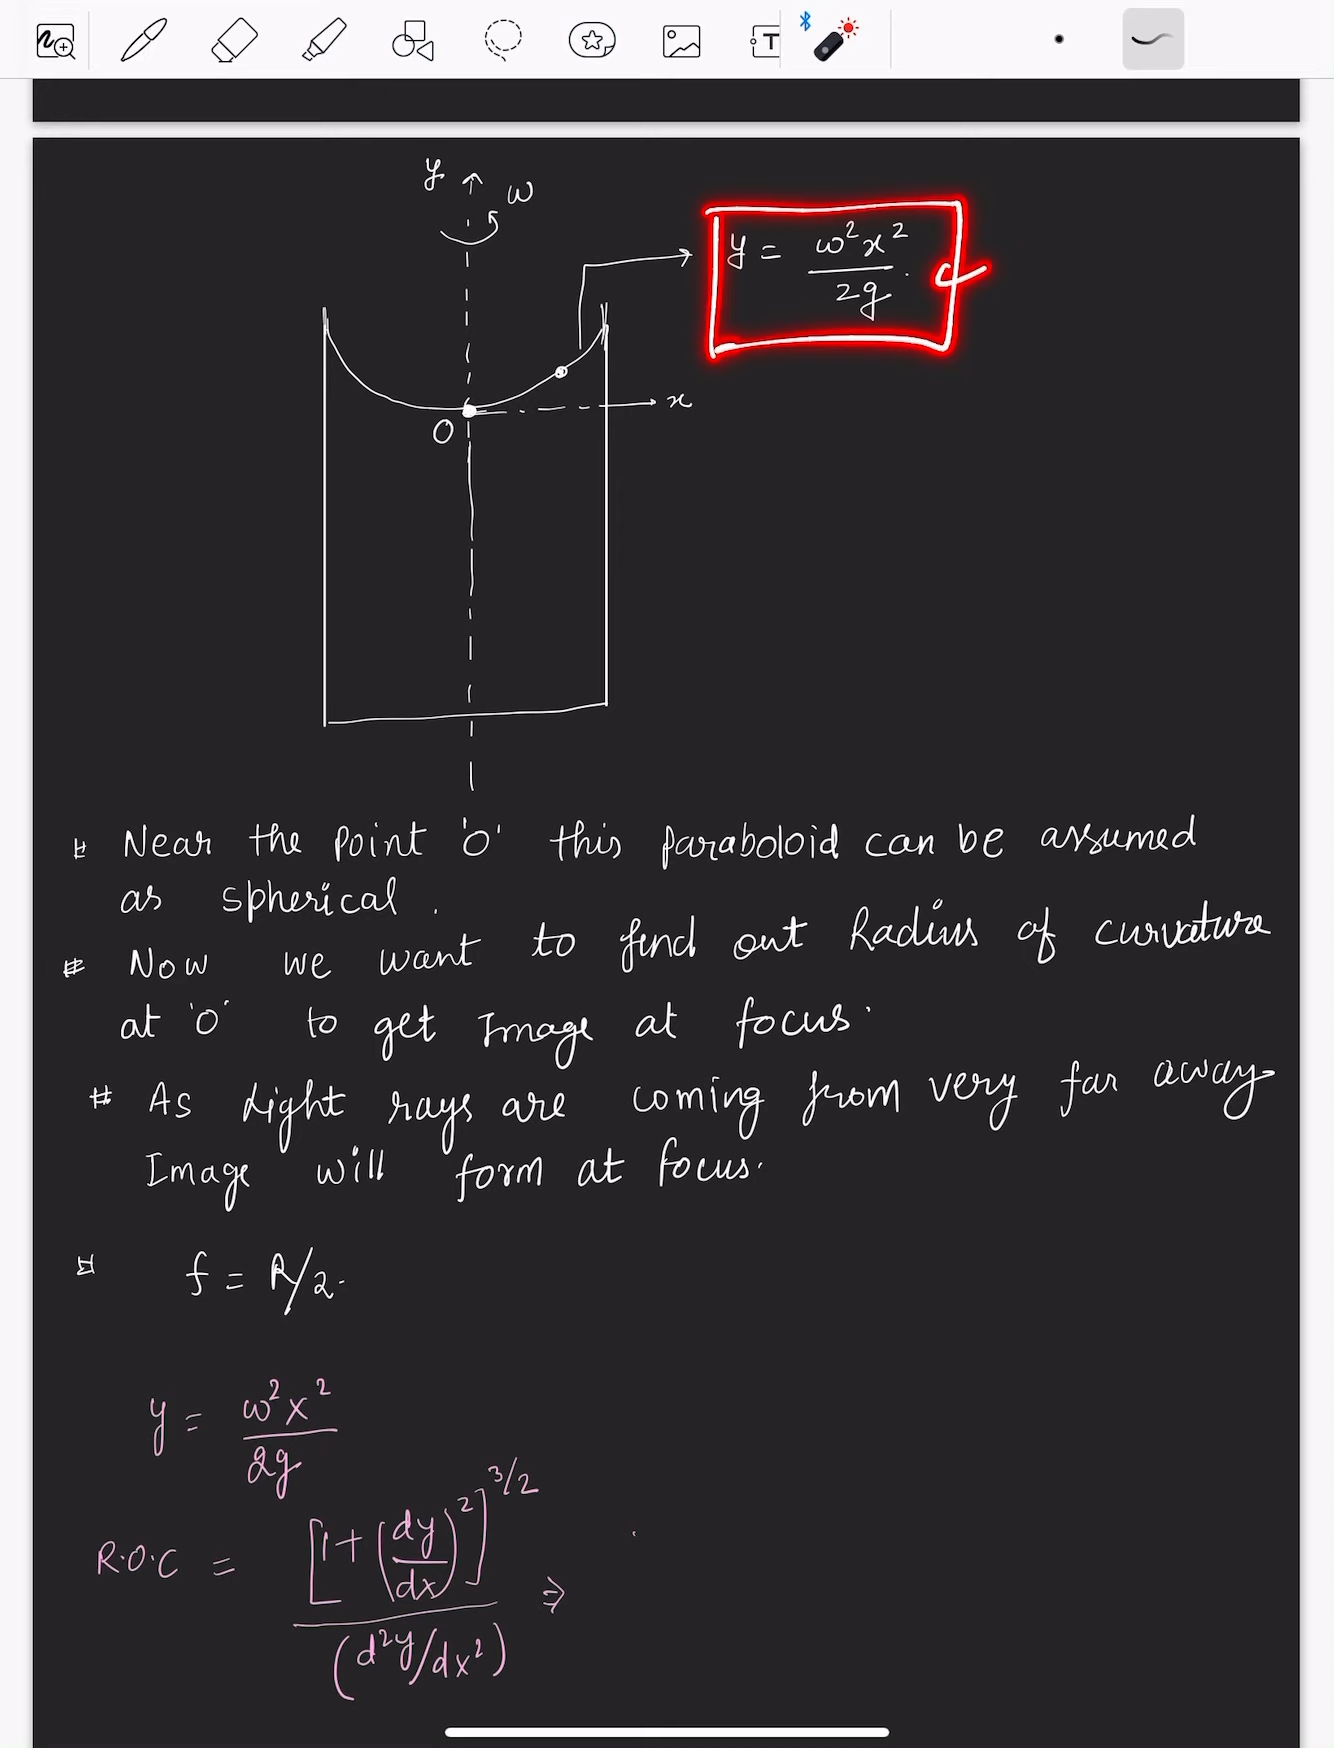 T
y
ω
y = ω²x²/2g
x
O
# Near the point 'O' this paraboloid can be assumed
as spherical.
# Now we want to find out Radius of curvature
at 'O' to get Image at focus.
# As Light rays are coming from very far away
Image will form at focus.
# f = R/2.
y = ω²x²/2g
R.O.C = [1+(dy/dx)²]^3/2 / (d²y/dx²) ⇒